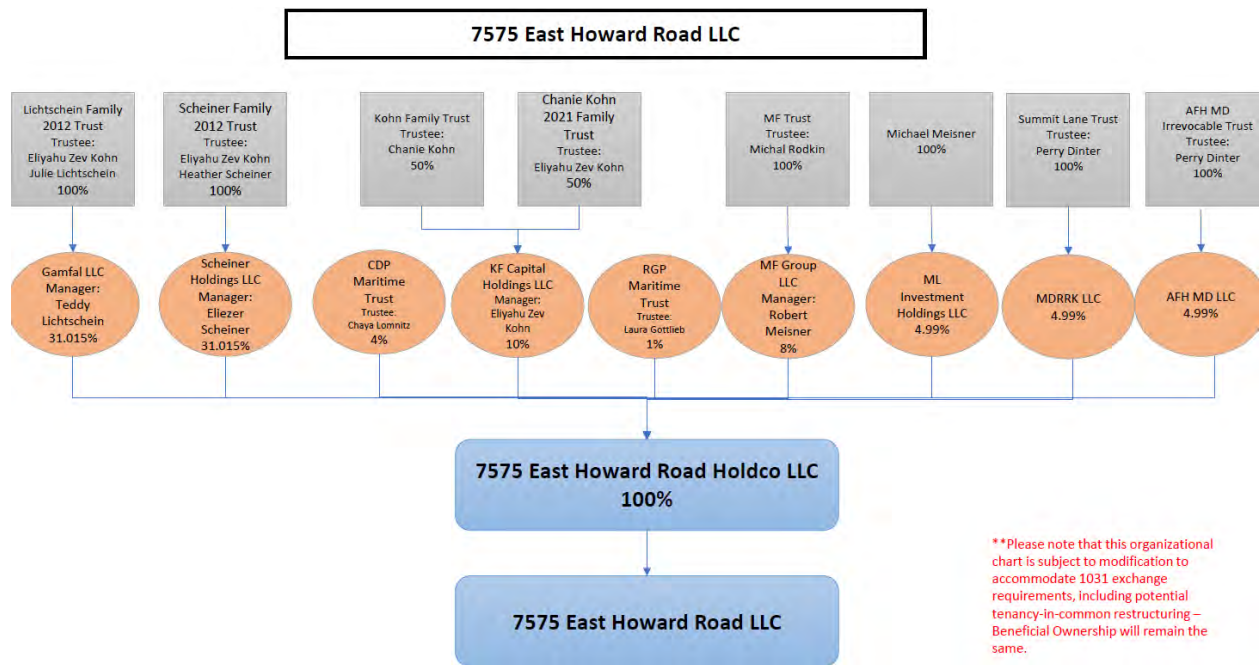 7575 East Howard Road LLC
Lichtschein Family
2012 Trust
Trustee:
Eliyahu Zev Kohn
Julie Lichtschein
100%
Scheiner Family
2012 Trust
Trustee:
Eliyahu Zev Kohn
Heather Scheiner
100%
Kohn Family Trust
Trustee:
Chanie Kohn
50%
Chanie Kohn
2021 Family
Trust
Trustee:
Eliyahu Zev Kohn
50%
MF Trust
Trustee:
Michal Rodkin
100%
Michael Meisner
100%
Summit Lane Trust
Trustee:
Perry Dinter
100%
AFH MD
Irrevocable Trust
Trustee:
Perry Dinter
100%
Gamfal LLC
Manager:
Teddy
Lichtschein
31.015%
Scheiner
Holdings LLC
Manager:
Eliezer
Scheiner
31.015%
CDP
Maritime
Trust
Trustee:
Chaya Lomnitz
4%
KF Capital
Holdings LLC
Manager:
Eliyahu Zev
Kohn
10%
RGP
Maritime
Trust
Trustee:
Laura Gottlieb
1%
MF Group
LLC
Manager:
Robert
Meisner
8%
ML
Investment
Holdings LLC
4.99%
MDRRK LLC
4.99%
AFH MD LLC
4.99%
7575 East Howard Road Holdco LLC
100%
7575 East Howard Road LLC
**Please note that this organizational
chart is subject to modification to
accommodate 1031 exchange
requirements, including potential
tenancy-in-common restructuring –
Beneficial Ownership will remain the
same.